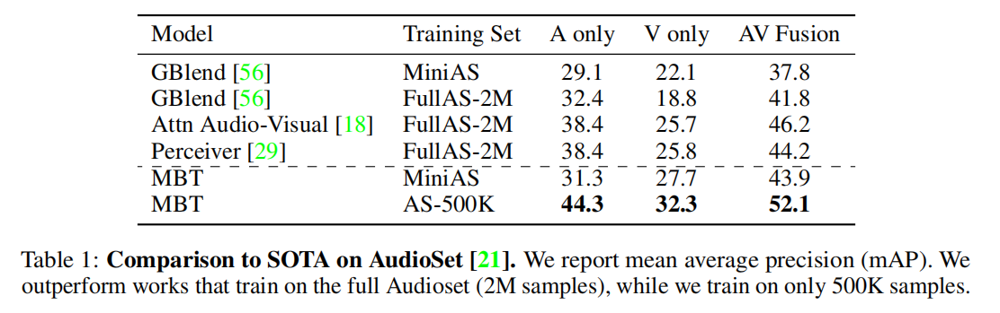 Model Training Set A only V only AV Fusion
GBlend [56] MiniAS 29.1 22.1 37.8
GBlend [56] FullAS-2M 32.4 18.8 41.8
Attn Audio-Visual [18] FullAS-2M 38.4 25.7 46.2
Perceiver [29] FullAS-2M 38.4 25.8 44.2
MBT MiniAS 31.3 27.7 43.9
MBT AS-500K 44.3 32.3 52.1
Table 1: Comparison to SOTA on AudioSet [21]. We report mean average precision (mAP). We
outperform works that train on the full Audioset (2M samples), while we train on only 500K samples.